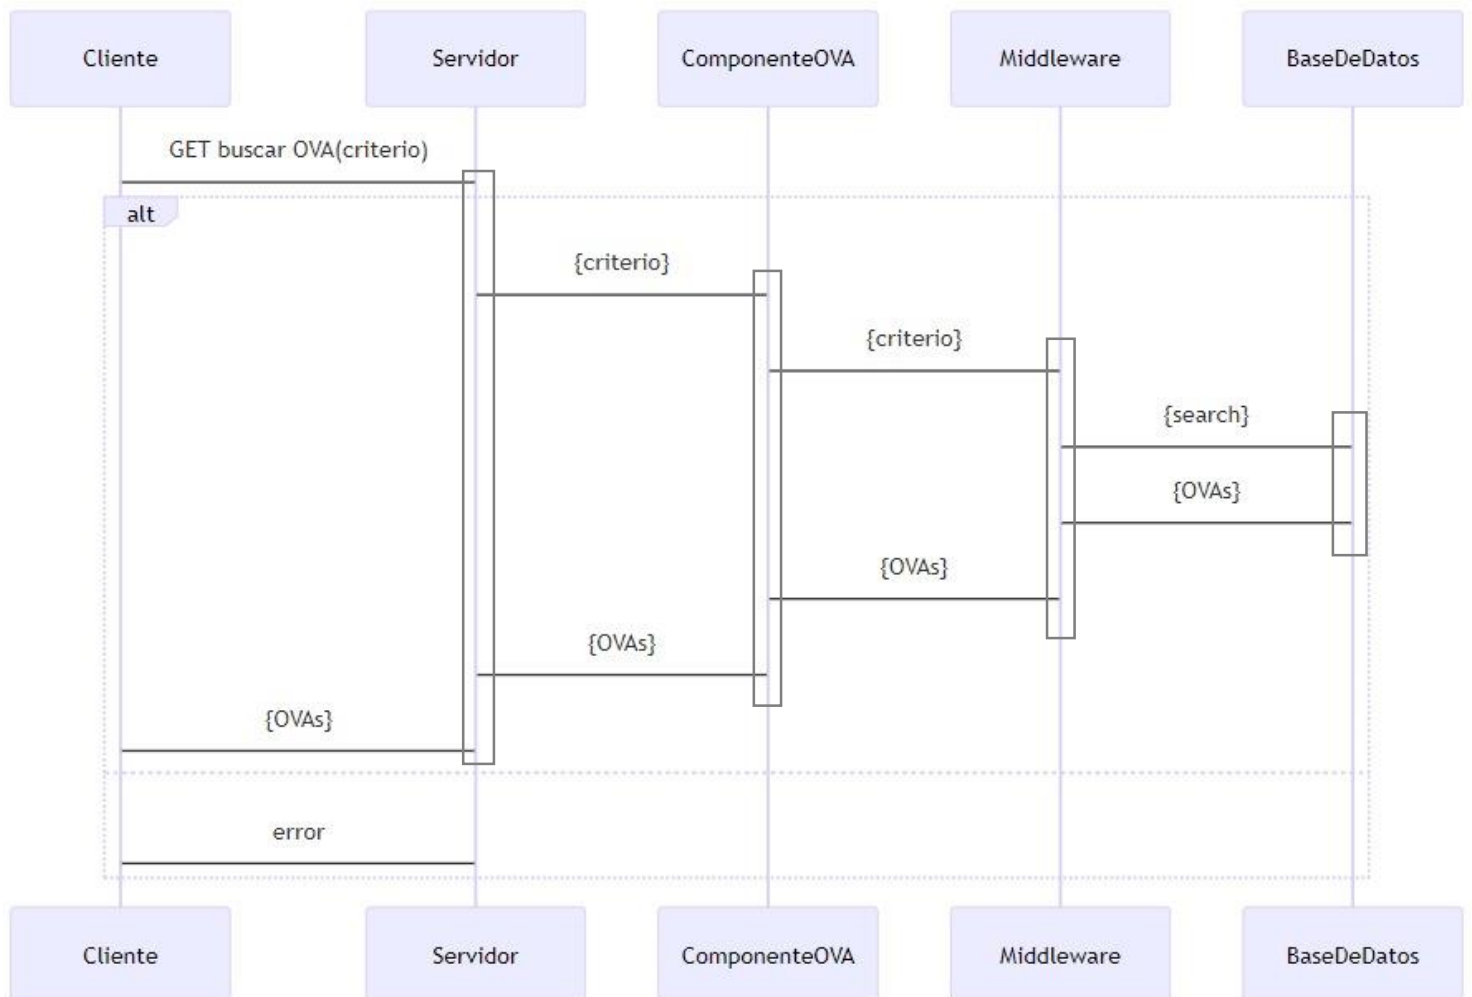 Cliente
Servidor
ComponenteOVA
Middleware
BaseDeDatos
GET buscar OVA(criterio)
alt
{criterio}
{criterio}
{search}
{OVAs}
{OVAs}
{OVAs}
{OVAs}
error
Cliente
Servidor
ComponenteOVA
Middleware
BaseDeDatos